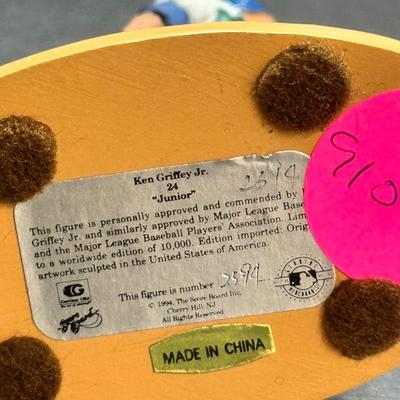 Ken Griffey Jr.
24
"Junior"
2594
This figure is personally approved and commended by
Griffey Jr. and similarly approved by Major League Base
and the Major League Baseball Players' Association. Lim
to a worldwide edition of 10,000. Edition imported: Orig
artwork sculpted in the United States of America.
This figure is number 2594
© 1994, The Score Board Inc.
Cherry Hill, NJ
All Rights Reserved.
MADE IN CHINA
910